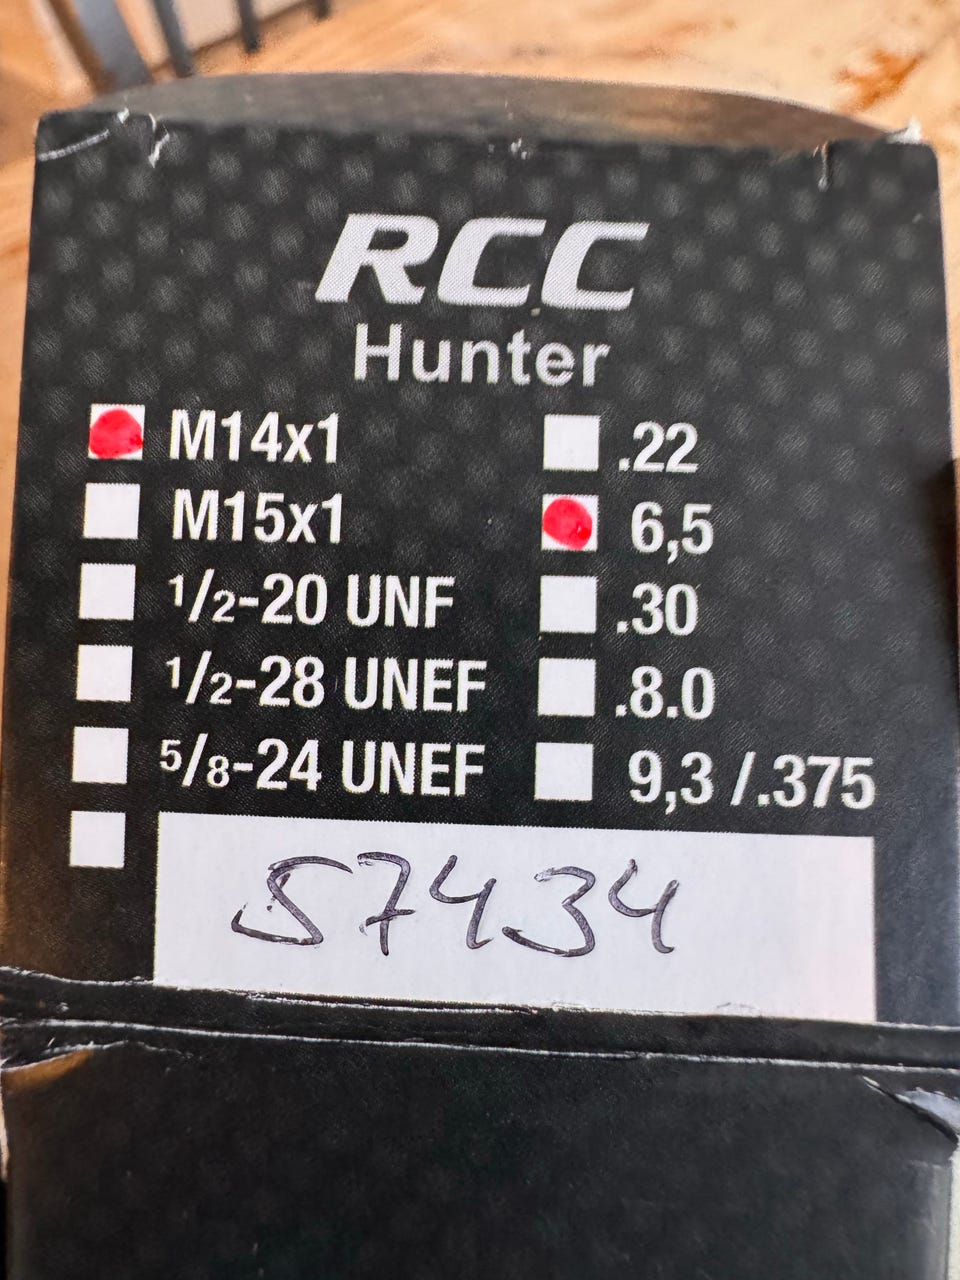 RCC
Hunter
M14x1
M15x1
1/2-20 UNF
1/2-28 UNEF
5/8-24 UNEF
.22
6,5
.30
.8.0
9,3 /.375
57434